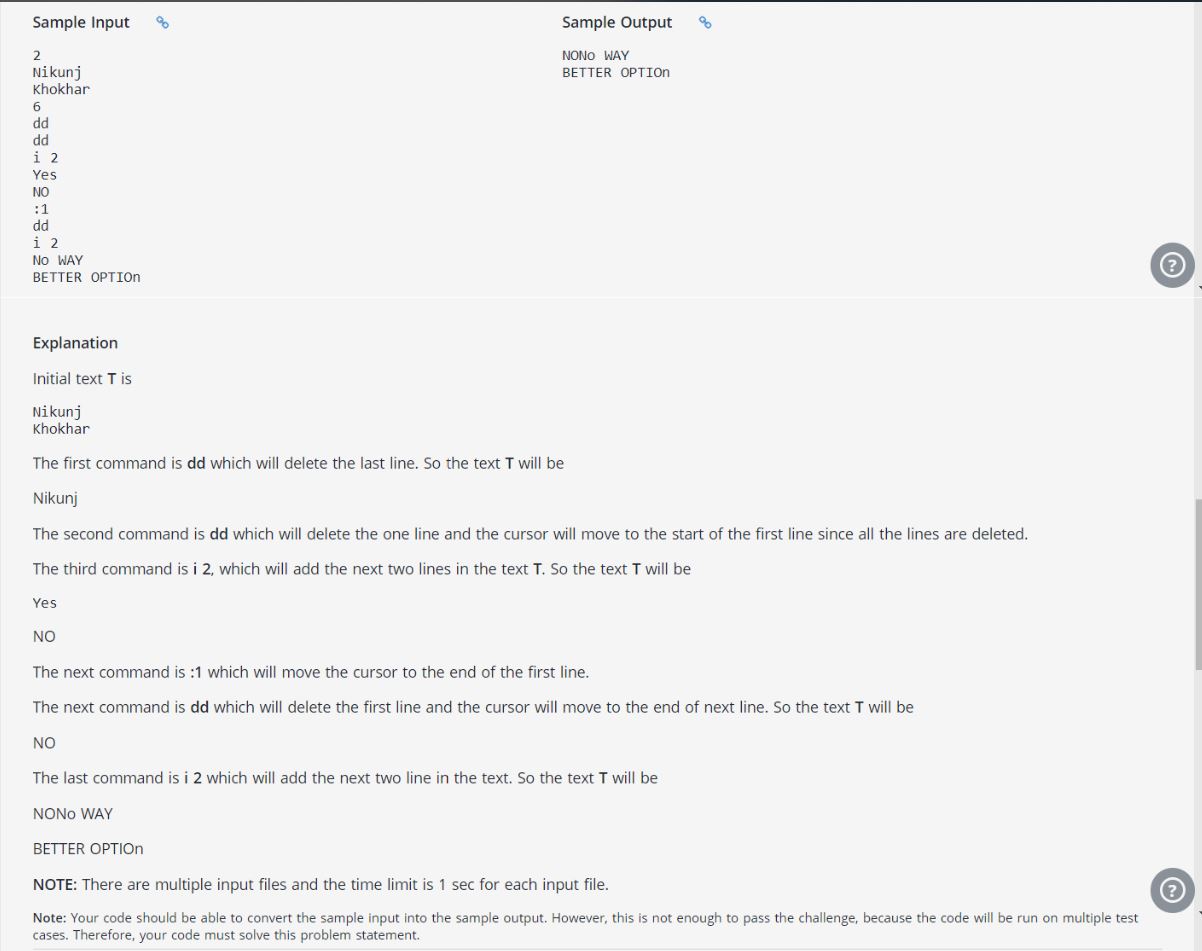 Sample Input
2
Nikunj
Khokhar
6
dd
dd
i 2
Yes
NO
:1
dd
i 2
No WAY
BETTER OPTIOn
Sample Output
NONo WAY
BETTER OPTIOn
Explanation
Initial text T is
Nikunj
Khokhar
The first command is dd which will delete the last line. So the text T will be
Nikunj
The second command is dd which will delete the one line and the cursor will move to the start of the first line since all the lines are deleted.
The third command is i 2, which will add the next two lines in the text T. So the text T will be
Yes
NO
The next command is :1 which will move the cursor to the end of the first line.
The next command is dd which will delete the first line and the cursor will move to the end of next line. So the text T will be
NO
The last command is i 2 which will add the next two line in the text. So the text T will be
NONo WAY
BETTER OPTIOn
NOTE: There are multiple input files and the time limit is 1 sec for each input file.
Note: Your code should be able to convert the sample input into the sample output. However, this is not enough to pass the challenge, because the code will be run on multiple test
cases. Therefore, your code must solve this problem statement.
?
?